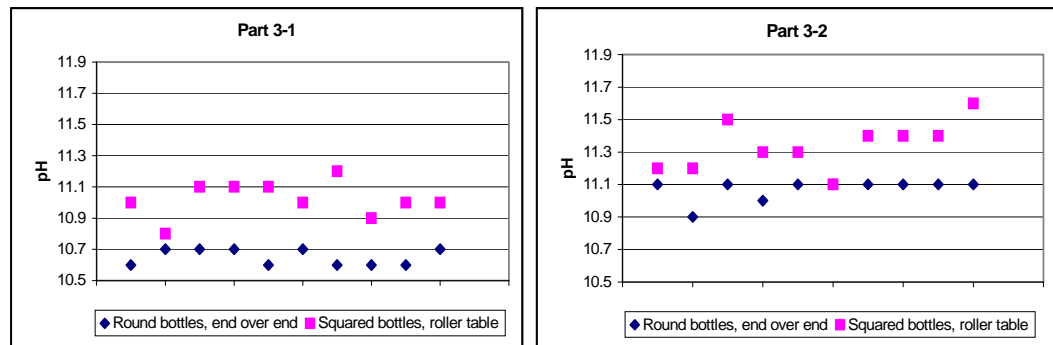 Part 3-1
pH
11.9
11.7
11.5
11.3
11.1
10.9
10.7
10.5
Round bottles, end over end
Squared bottles, roller table
Part 3-2
pH
11.9
11.7
11.5
11.3
11.1
10.9
10.7
10.5
Round bottles, end over end
Squared bottles, roller table